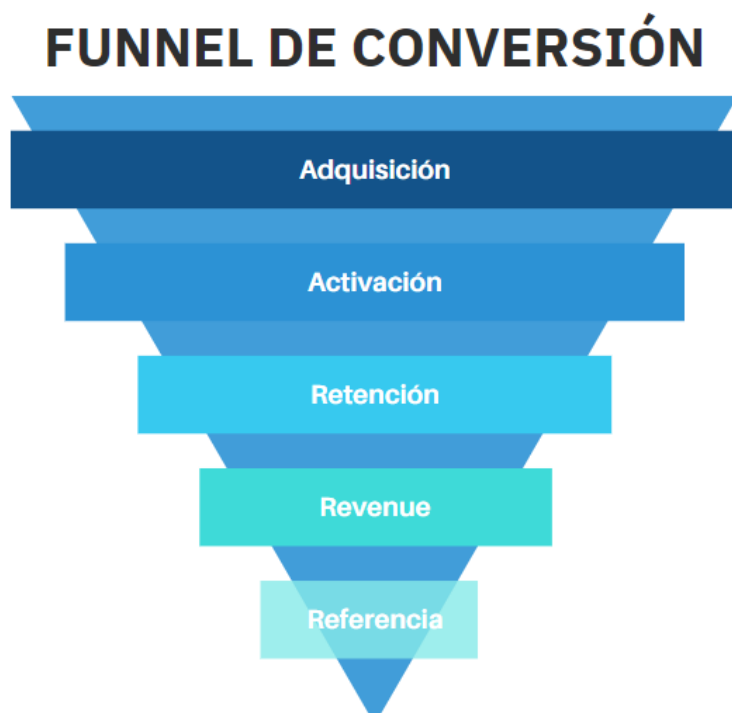 FUNNEL DE CONVERSIÓN
Adquisición
Activación
Retención
Revenue
Referencia